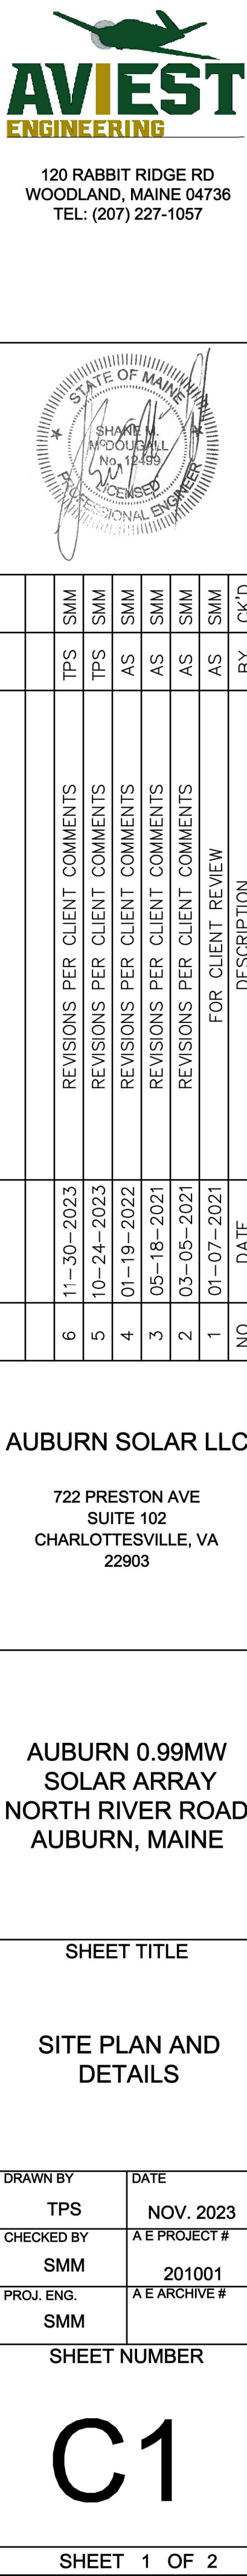 AVIEST
ENGINEERING
120 RABBIT RIDGE RD
WOODLAND, MAINE 04736
TEL: (207) 227-1057
STATE OF MAINE
SHANE M.
McDOUGALL
No. 12499
LICENSED
PROFESSIONAL ENGINEER
6 11-30-2023 REVISIONS PER CLIENT COMMENTS TPS SMM
5 10-24-2023 REVISIONS PER CLIENT COMMENTS TPS SMM
4 01-19-2022 REVISIONS PER CLIENT COMMENTS AS SMM
3 05-18-2021 REVISIONS PER CLIENT COMMENTS AS SMM
2 03-05-2021 REVISIONS PER CLIENT COMMENTS AS SMM
1 01-07-2021 FOR CLIENT REVIEW AS SMM
NO DATE DESCRIPTION BY CK'D
AUBURN SOLAR LLC
722 PRESTON AVE
SUITE 102
CHARLOTTESVILLE, VA
22903
AUBURN 0.99MW
SOLAR ARRAY
NORTH RIVER ROAD
AUBURN, MAINE
SHEET TITLE
SITE PLAN AND
DETAILS
DRAWN BY
TPS
DATE
NOV. 2023
CHECKED BY
SMM
A E PROJECT #
201001
PROJ. ENG.
SMM
A E ARCHIVE #
SHEET NUMBER
C1
SHEET 1 OF 2